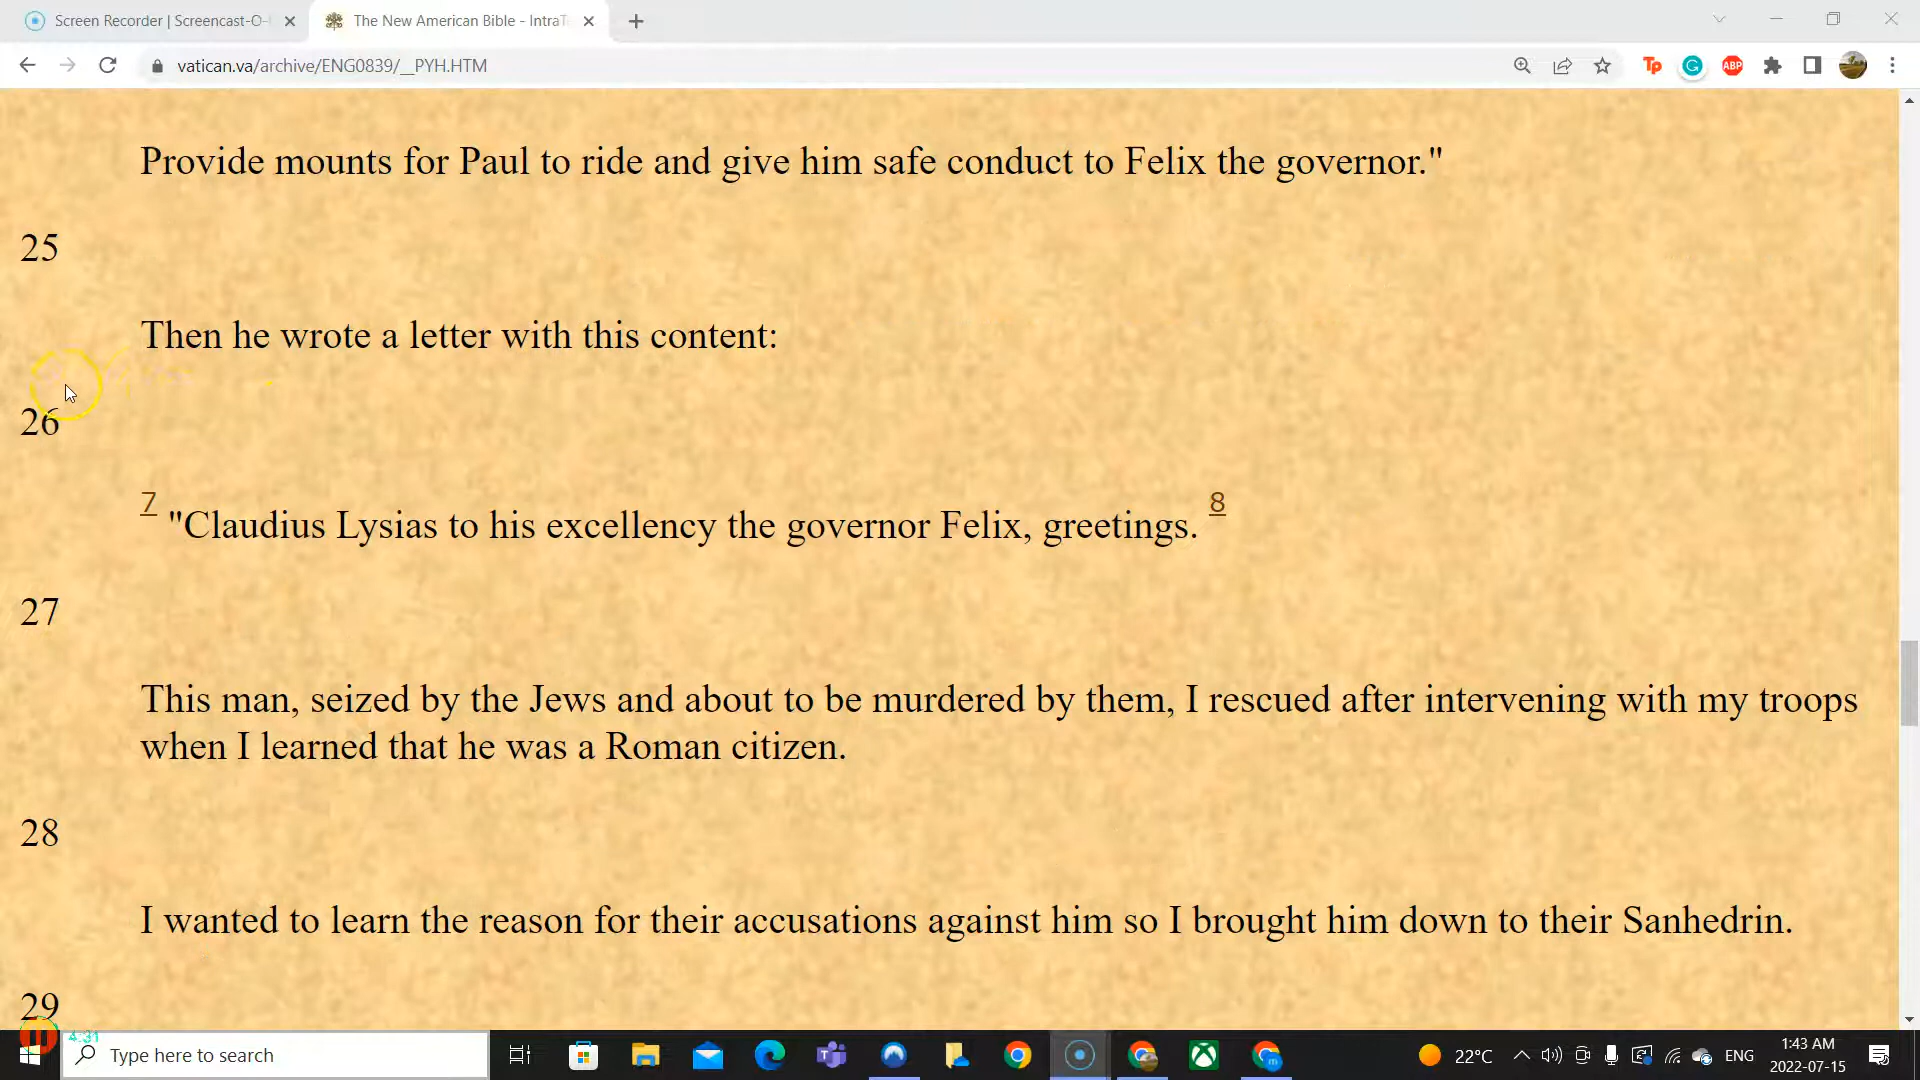 Screen Recorder | Screencast-O-
The New American Bible - IntraT
vatican.va/archive/ENG0839/__PYH.HTM
Tp
ABP
Provide mounts for Paul to ride and give him safe conduct to Felix the governor."
25
Then he wrote a letter with this content:
26
7 "Claudius Lysias to his excellency the governor Felix, greetings. 8
27
This man, seized by the Jews and about to be murdered by them, I rescued after intervening with my troops
when I learned that he was a Roman citizen.
28
I wanted to learn the reason for their accusations against him so I brought him down to their Sanhedrin.
29
4:31
Type here to search
22°C
ENG
1:43 AM
2022-07-15